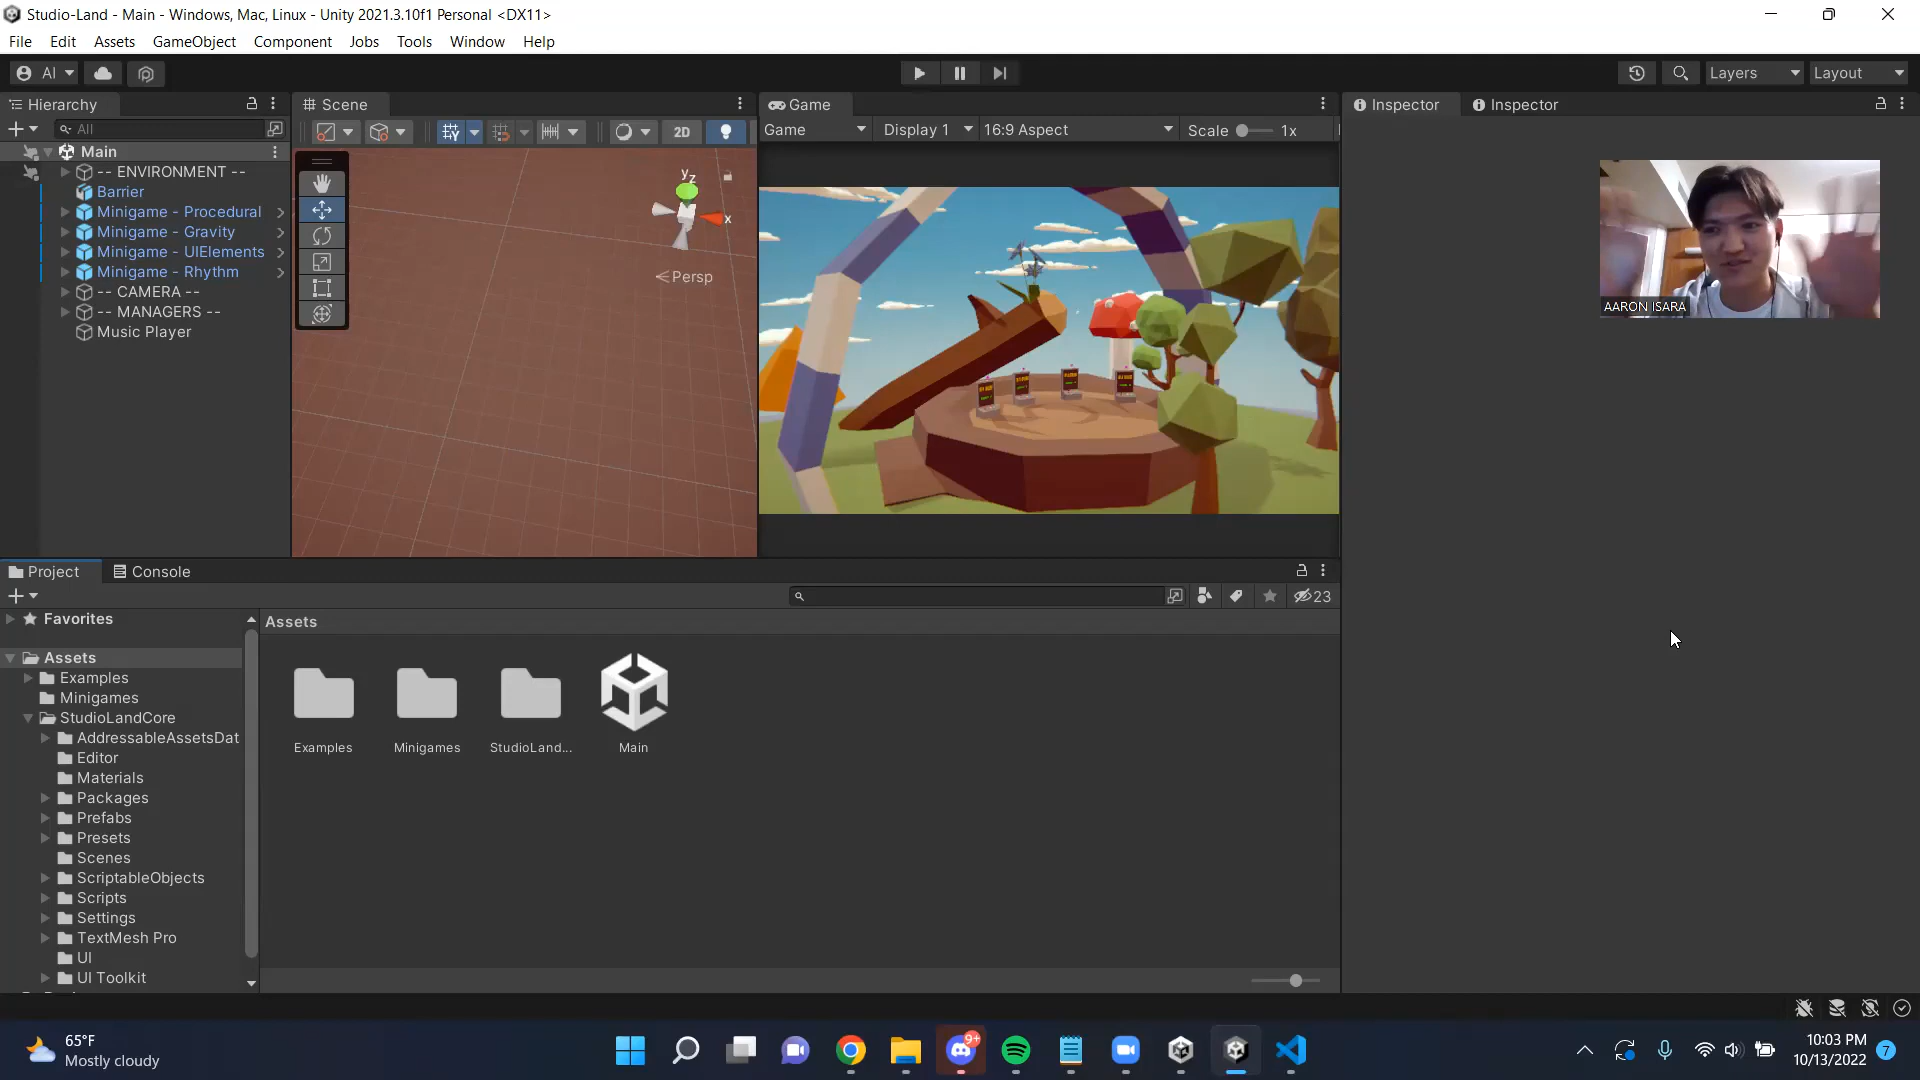 Studio-Land - Main - Windows, Mac, Linux - Unity 2021.3.10f1 Personal <DX11>
File Edit Assets GameObject Component Jobs Tools Window Help
AI
Layers
Layout
Hierarchy
All
Main
-- ENVIRONMENT --
Barrier
Minigame - Procedural
Minigame - Gravity
Minigame - UIElements
Minigame - Rhythm
-- CAMERA --
-- MANAGERS --
Music Player
Scene
2D
y
z
x
Persp
Game
Game Display 1 16:9 Aspect Scale 1x
Inspector Inspector
AARON ISARA
Project Console
23
Favorites
Assets
Examples
Minigames
StudioLandCore
AddressableAssetsDat
Editor
Materials
Packages
Prefabs
Presets
Scenes
ScriptableObjects
Scripts
Settings
TextMesh Pro
UI
UI Toolkit
Assets
Examples Minigames StudioLand... Main
65°F
Mostly cloudy
9+
10:03 PM
10/13/2022
7